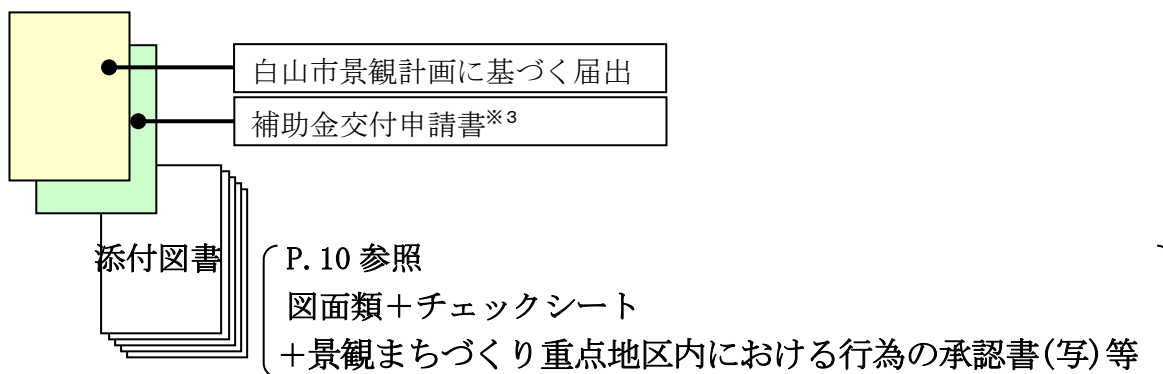 白山市景観計画に基づく届出
補助金交付申請書※3
添付図書
P.10 参照
図面類＋チェックシート
＋景観まちづくり重点地区内における行為の承認書(写)等